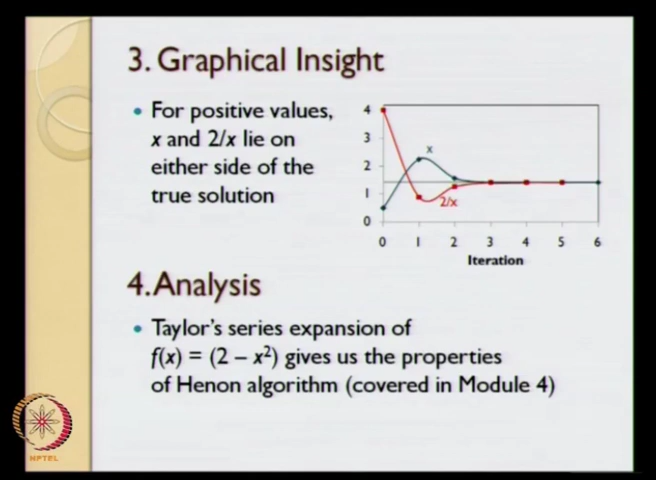 3. Graphical Insight
• For positive values,
x and 2/x lie on
either side of the
true solution
4
3
2
1
0
x
2/x
0 1 2 3 4 5 6
Iteration
4. Analysis
• Taylor's series expansion of
f(x) = (2 – x²) gives us the properties
of Henon algorithm (covered in Module 4)
NPTEL